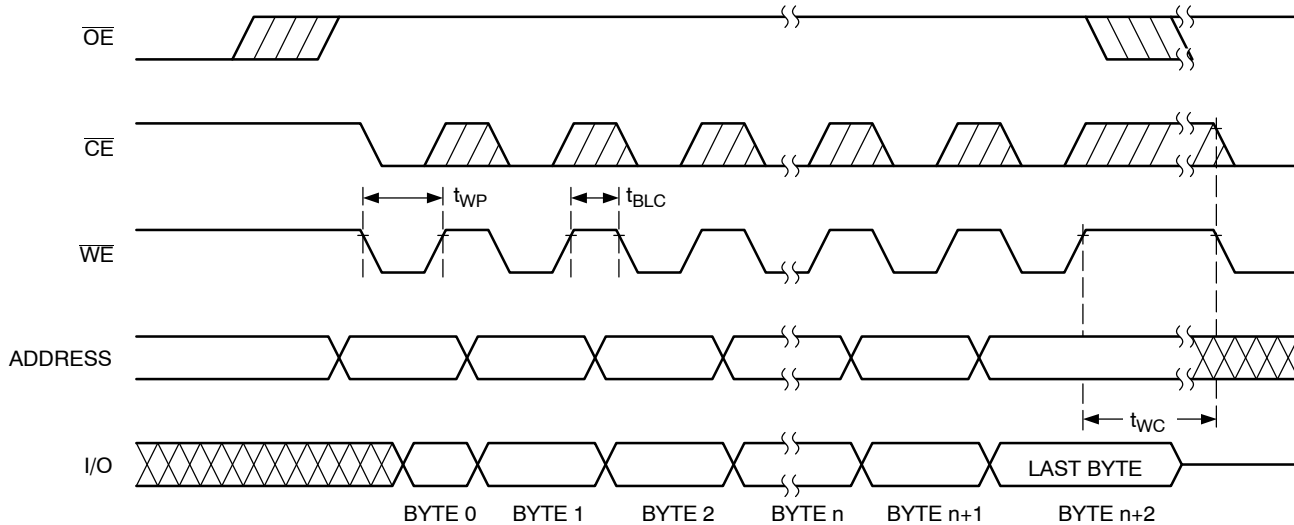 OE
CE
tWP
tBLC
WE
ADDRESS
tWC
I/O
LAST BYTE
BYTE 0 BYTE 1 BYTE 2 BYTE n BYTE n+1 BYTE n+2